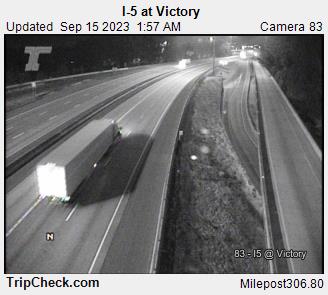 I-5 at Victory
Updated Sep 15 2023 1:57 AM Camera 83
T
N
83 - I5 @ Victory
TripCheck.com Milepost306.80